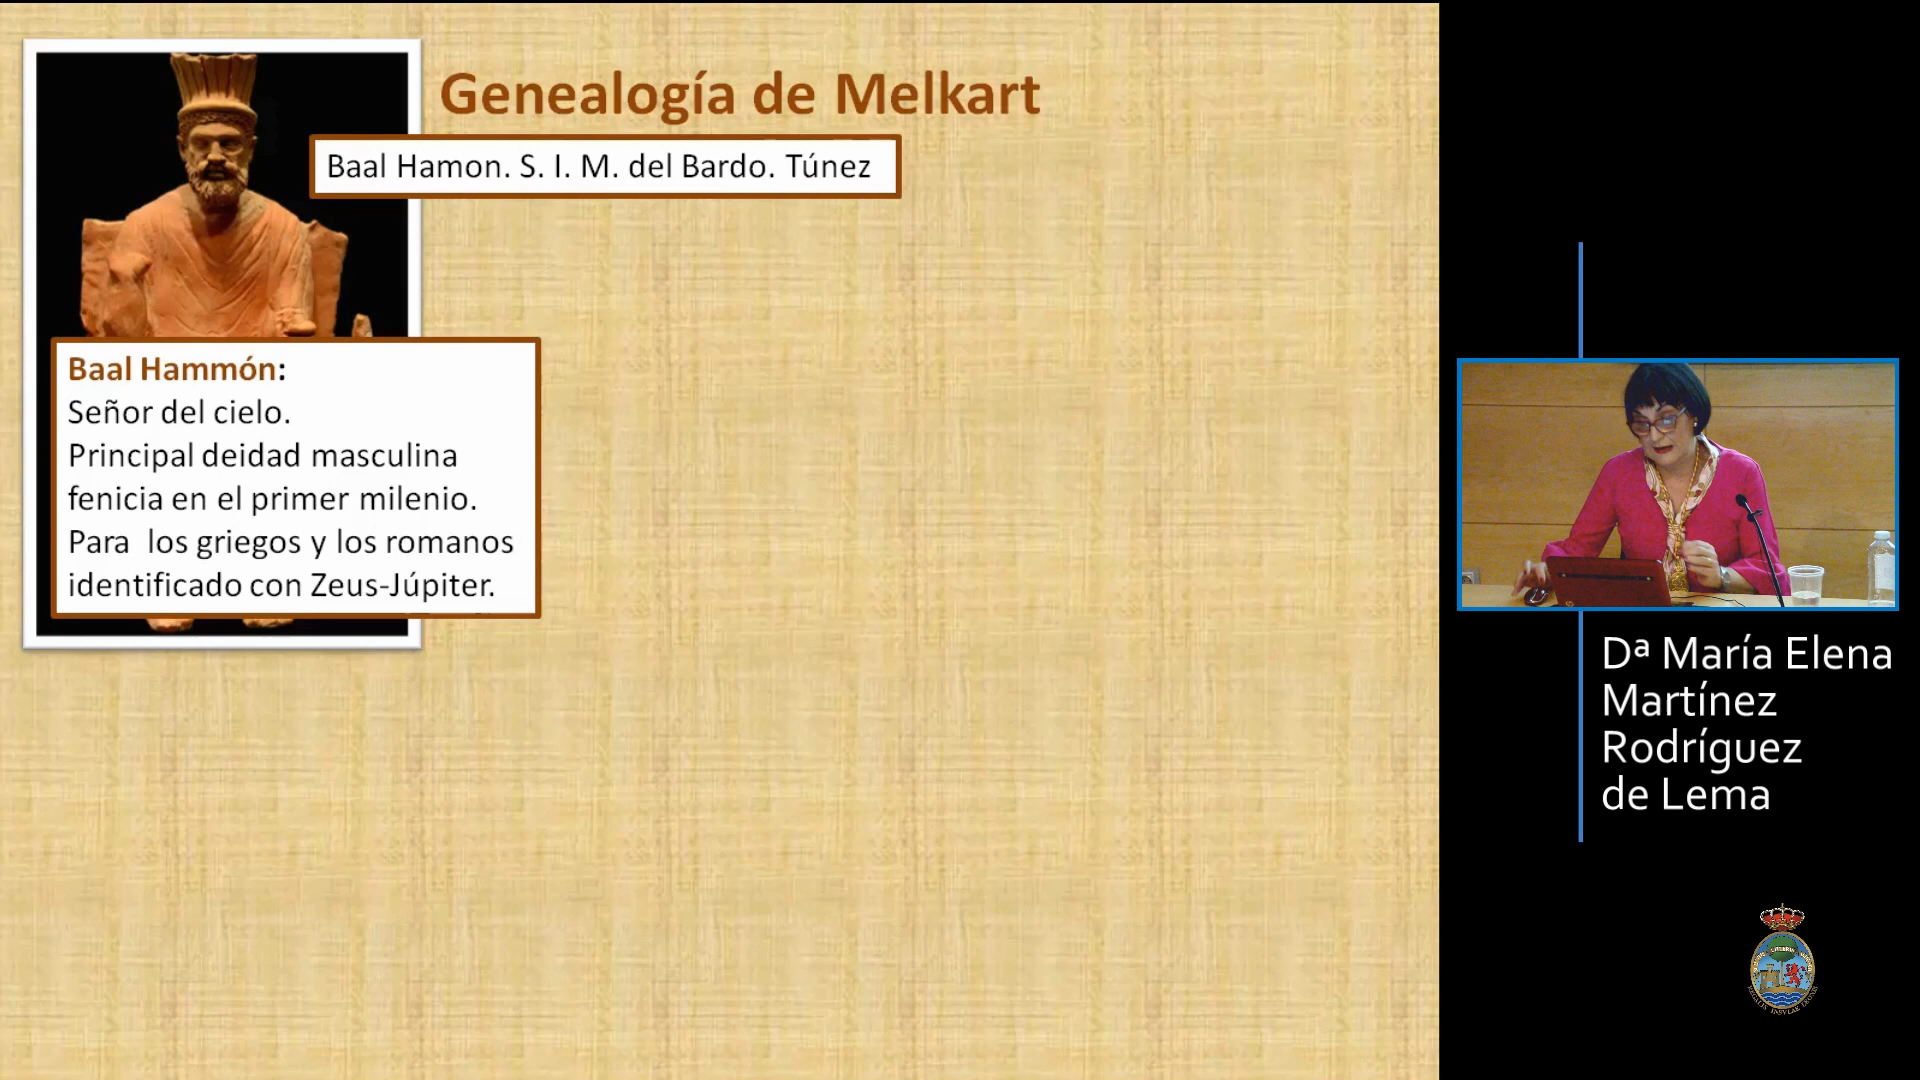 Genealogía de Melkart
Baal Hamon. S. I. M. del Bardo. Túnez
Baal Hammón:
Señor del cielo.
Principal deidad masculina
fenicia en el primer milenio.
Para los griegos y los romanos
identificado con Zeus-Júpiter.
Dª María Elena
Martínez
Rodríguez
de Lema